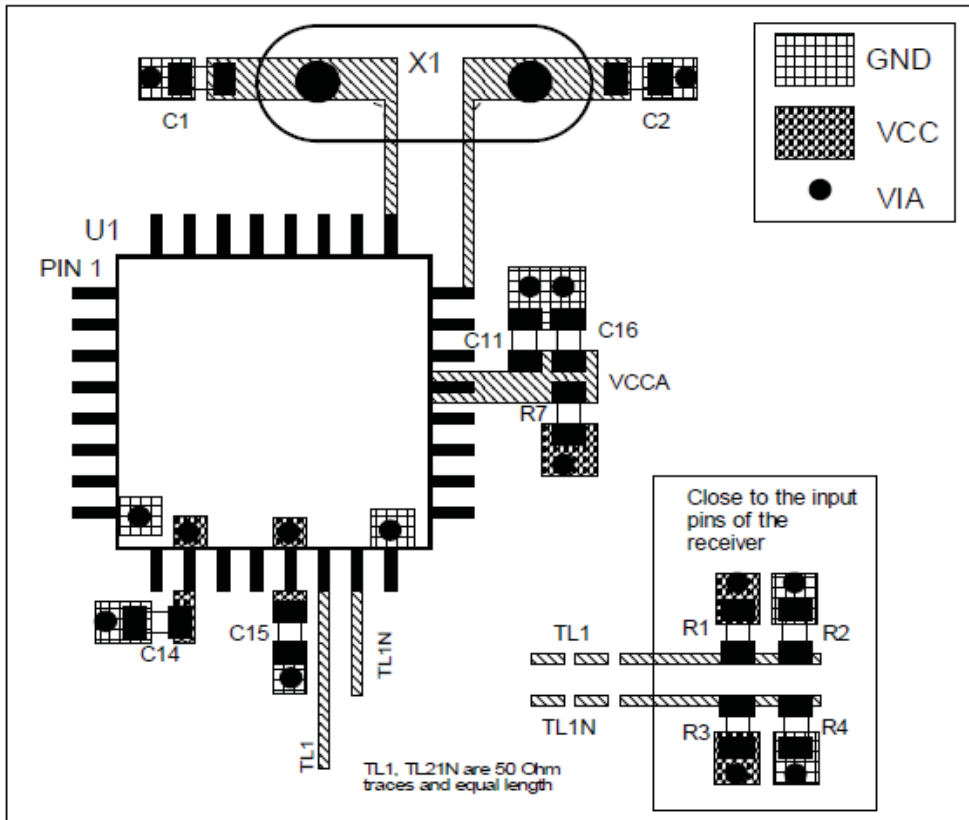 X1
GND
C1
C2
VCC
VIA
U1
PIN 1
C11
C16
VCCA
R7
Close to the input
pins of the
receiver
R1
R2
TL1
C15
C14
TL1N
TL1N
R3
R4
TL1
TL1, TL21N are 50 Ohm
traces and equal length